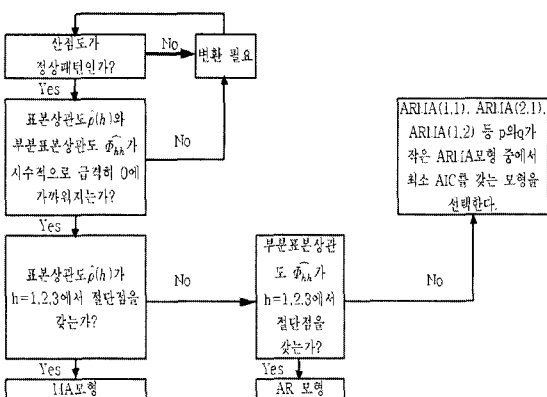 산점도가
정상패턴인가?
No
변환 필요
Yes
표본상관도 ρ̂(h)와
부분표본상관도 Φ̂hh가
지수적으로 급격히 0에
가까워지는가?
No
Yes
표본상관도 ρ̂(h)가
h=1,2,3에서 절단점을
갖는가?
No
부분표본상관
도 Φ̂hh가
h=1,2,3에서
절단점을
갖는가?
No
ARMA(1,1), ARMA(2,1),
ARMA(1,2) 등 p와q가
작은 ARMA모형 중에서
최소 AIC를 갖는 모형을
선택한다.
Yes
MA모형
Yes
AR 모형